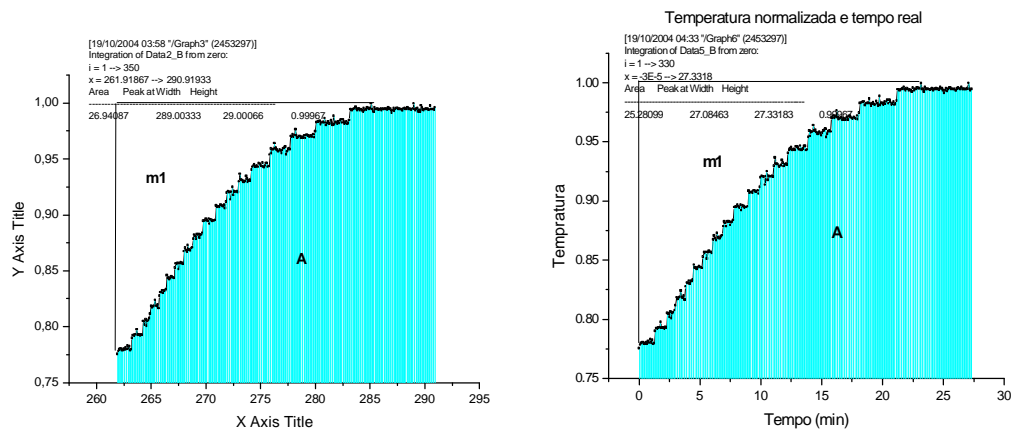 [19/10/2004 03:58 "/Graph3" (2453297)]
Integration of Data2_B from zero:
i = 1 --> 350
x = 261.91867 --> 290.91933
Area Peak at Width Height
26.94087 289.00333 29.00066 0.99967
1,00
0,95
0,90
0,85
0,80
0,75
Y Axis Title
m1
A
260 265 270 275 280 285 290 295
X Axis Title
Temperatura normalizada e tempo real
[19/10/2004 04:33 "/Graph6" (2453297)]
Integration of Data5_B from zero:
i = 1 --> 330
x = -3E-5 --> 27.3318
Area Peak at Width Height
25.28099 27.08463 27.33183 0.99967
1.00
0.95
0.90
0.85
0.80
0.75
Tempratura
m1
A
0 5 10 15 20 25 30
Tempo (min)